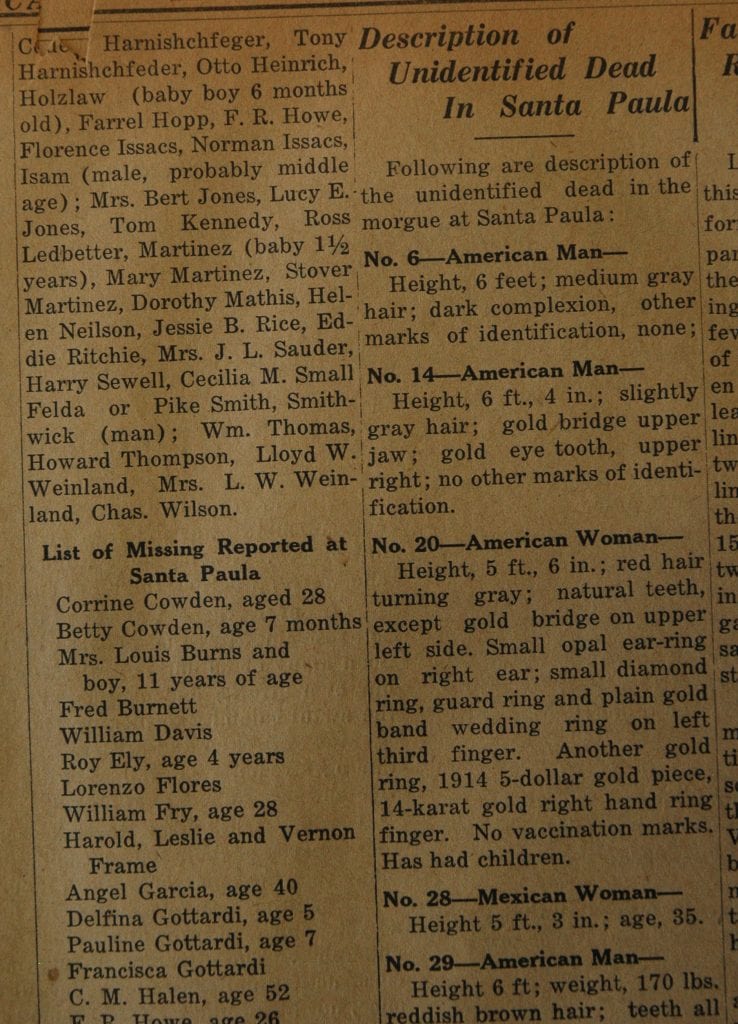 Harnishchfeger, Tony
Harnishchfeder, Otto Heinrich,
Holzlaw (baby boy 6 months
old), Farrel Hopp, F. R. Howe,
Florence Issacs, Norman Issacs,
Isam (male, probably middle
age); Mrs. Bert Jones, Lucy E.
Jones, Tom Kennedy, Ross
Ledbetter, Martinez (baby 1½
years), Mary Martinez, Stover
Martinez, Dorothy Mathis, Hel-
en Neilson, Jessie B. Rice, Ed-
die Ritchie, Mrs. J. L. Sauder,
Harry Sewell, Cecilia M. Small
Felda or Pike Smith, Smith-
wick (man); Wm. Thomas,
Howard Thompson, Lloyd W.
Weinland, Mrs. L. W. Wein-
land, Chas. Wilson.
List of Missing Reported at
Santa Paula
Corrine Cowden, aged 28
Betty Cowden, age 7 months
Mrs. Louis Burns and
boy, 11 years of age
Fred Burnett
William Davis
Roy Ely, age 4 years
Lorenzo Flores
William Fry, age 28
Harold, Leslie and Vernon
Frame
Angel Garcia, age 40
Delfina Gottardi, age 5
Pauline Gottardi, age 7
Francisca Gottardi
C. M. Halen, age 52
F. P. Howe, age 26
Description of
Unidentified Dead
In Santa Paula
Following are description of
the unidentified dead in the
morgue at Santa Paula:
No. 6—American Man—
Height, 6 feet; medium gray
hair; dark complexion, other
marks of identification, none;
No. 14—American Man—
Height, 6 ft., 4 in.; slightly
gray hair; gold bridge upper
jaw; gold eye tooth, upper
right; no other marks of identi-
fication.
No. 20—American Woman—
Height, 5 ft., 6 in.; red hair
turning gray; natural teeth,
except gold bridge on upper
left side. Small opal ear-ring
on right ear; small diamond
ring, guard ring and plain gold
band wedding ring on left
third finger. Another gold
ring, 1914 5-dollar gold piece,
14-karat gold right hand ring
finger. No vaccination marks.
Has had children.
No. 28—Mexican Woman—
Height 5 ft., 3 in.; age, 35.
No. 29—American Man—
Height 6 ft; weight, 170 lbs.
reddish brown hair; teeth all